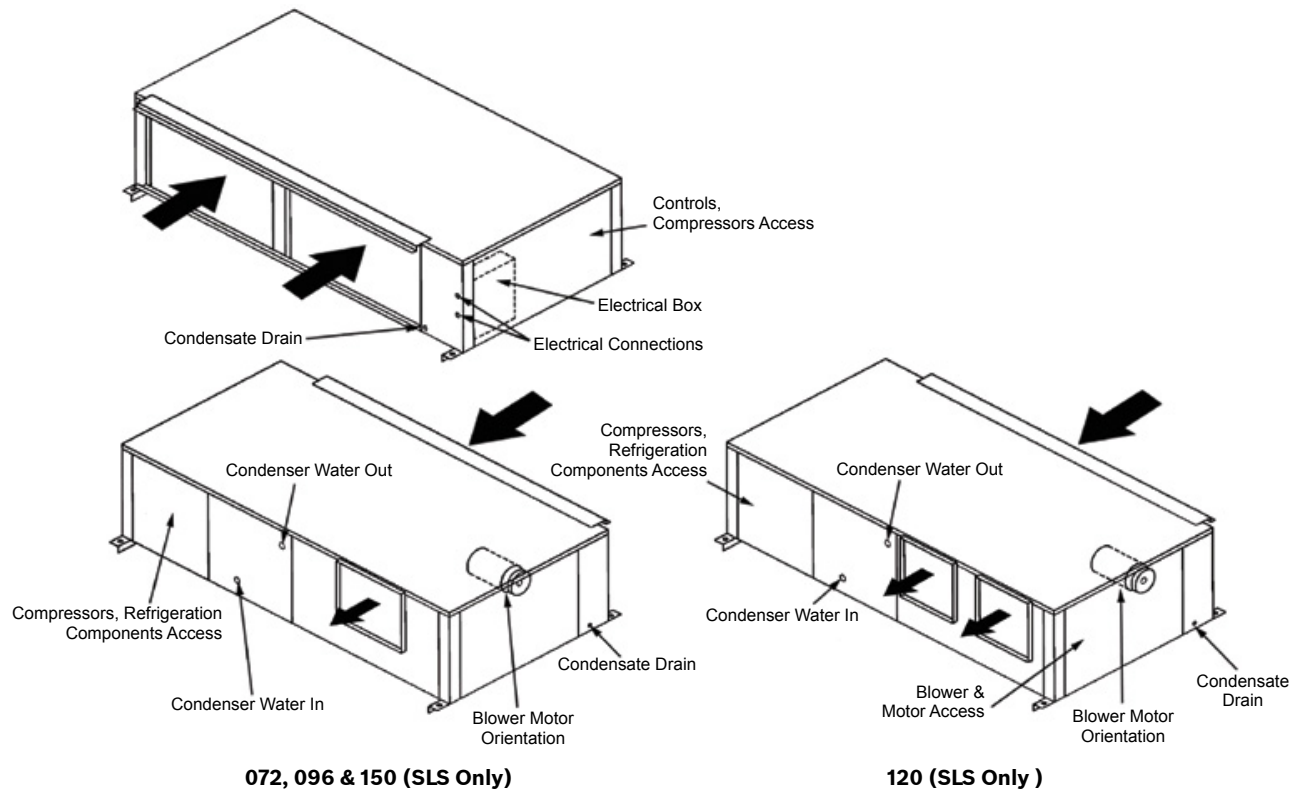 Controls,
Compressors Access
Electrical Box
Condensate Drain
Electrical Connections
Condenser Water Out
Compressors, Refrigeration
Components Access
Condenser Water In
Condensate Drain
Blower Motor
Orientation
072, 096 & 150 (SLS Only)
Compressors,
Refrigeration
Components Access
Condenser Water Out
Condenser Water In
Blower &
Motor Access
Blower Motor
Orientation
Condensate
Drain
120 (SLS Only )